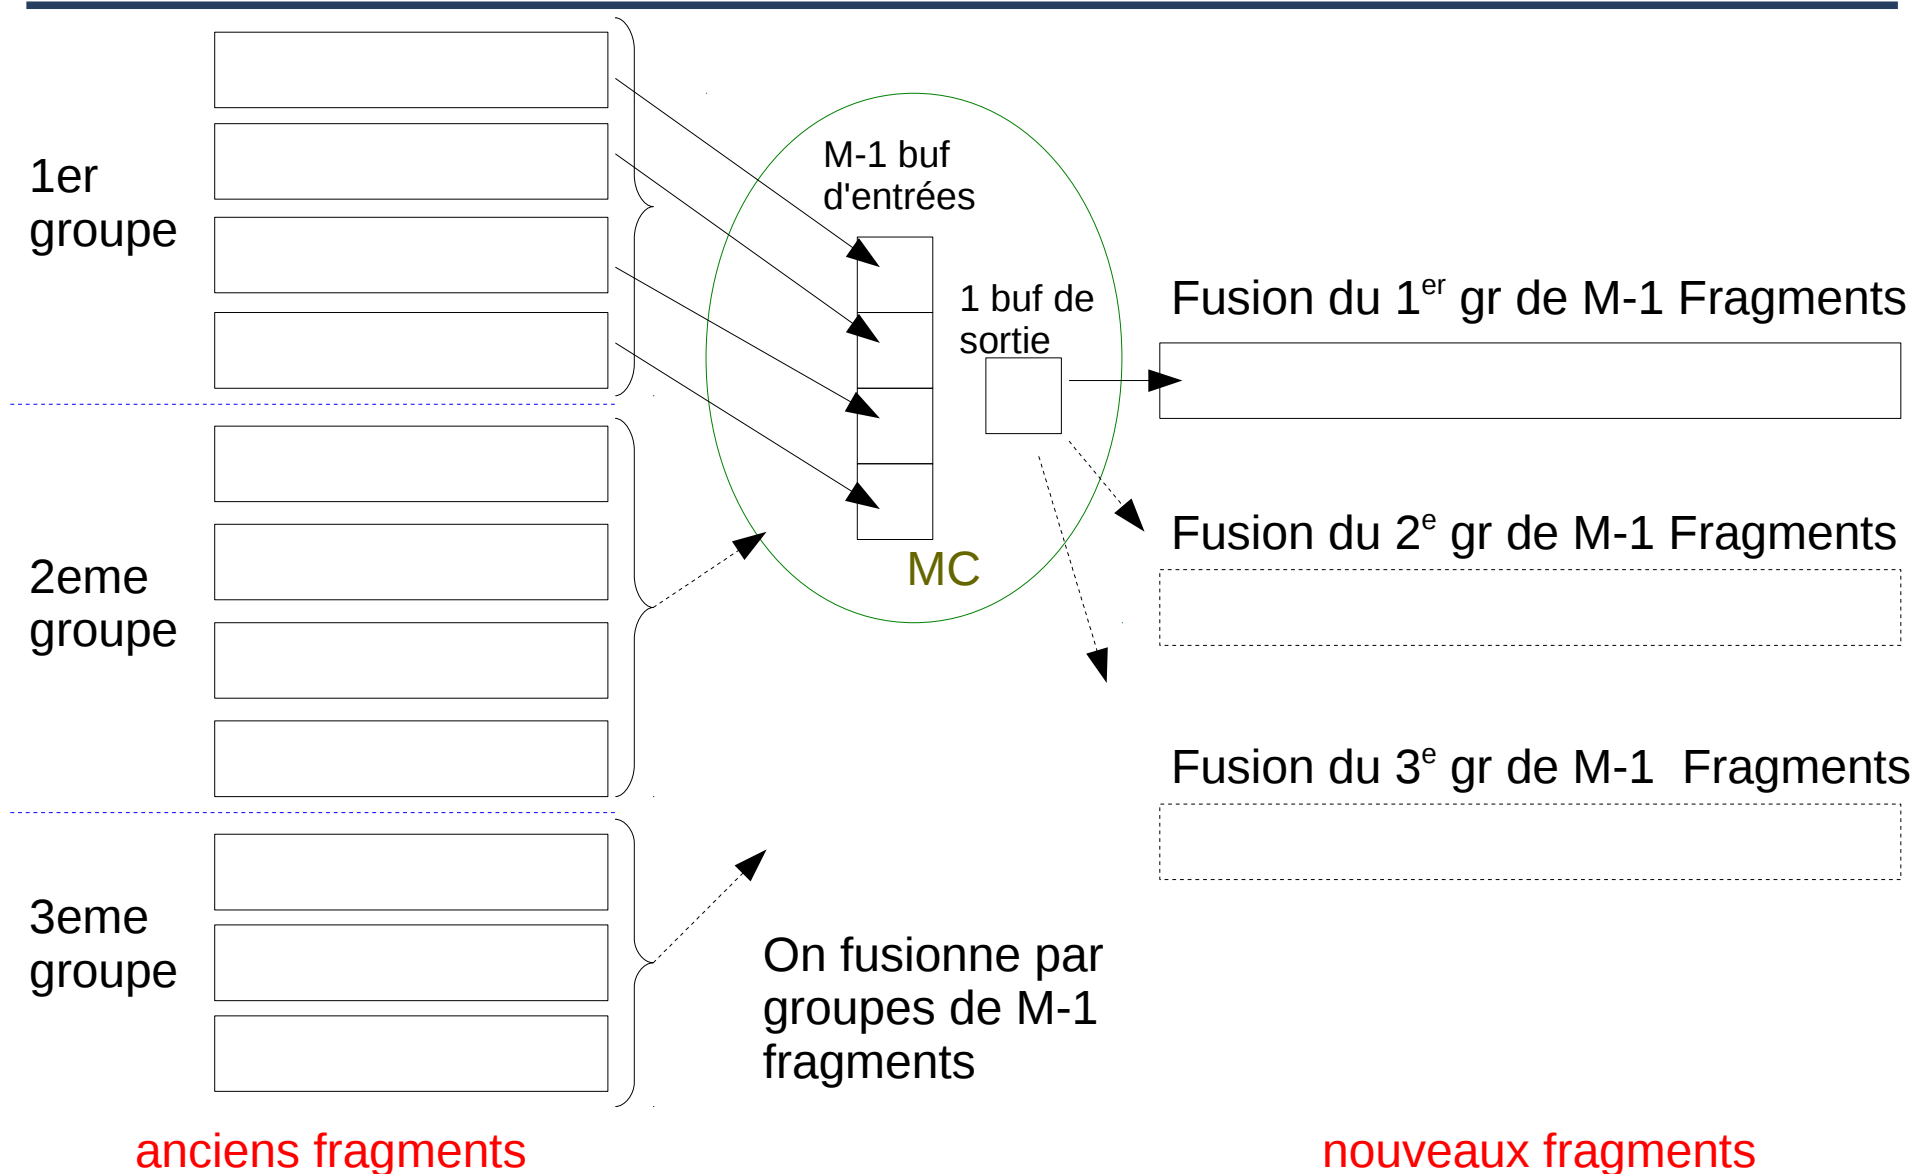 1er
groupe
M-1 buf
d'entrées
1 buf de
sortie
MC
Fusion du 1er gr de M-1 Fragments
2eme
groupe
Fusion du 2e gr de M-1 Fragments
Fusion du 3e gr de M-1 Fragments
3eme
groupe
On fusionne par
groupes de M-1
fragments
anciens fragments
nouveaux fragments